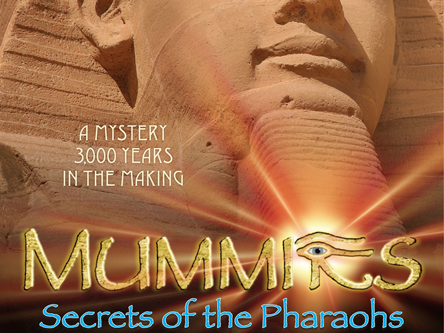 A MYSTERY
3,000 YEARS
IN THE MAKING
MUMMIES
Secrets of the Pharaohs